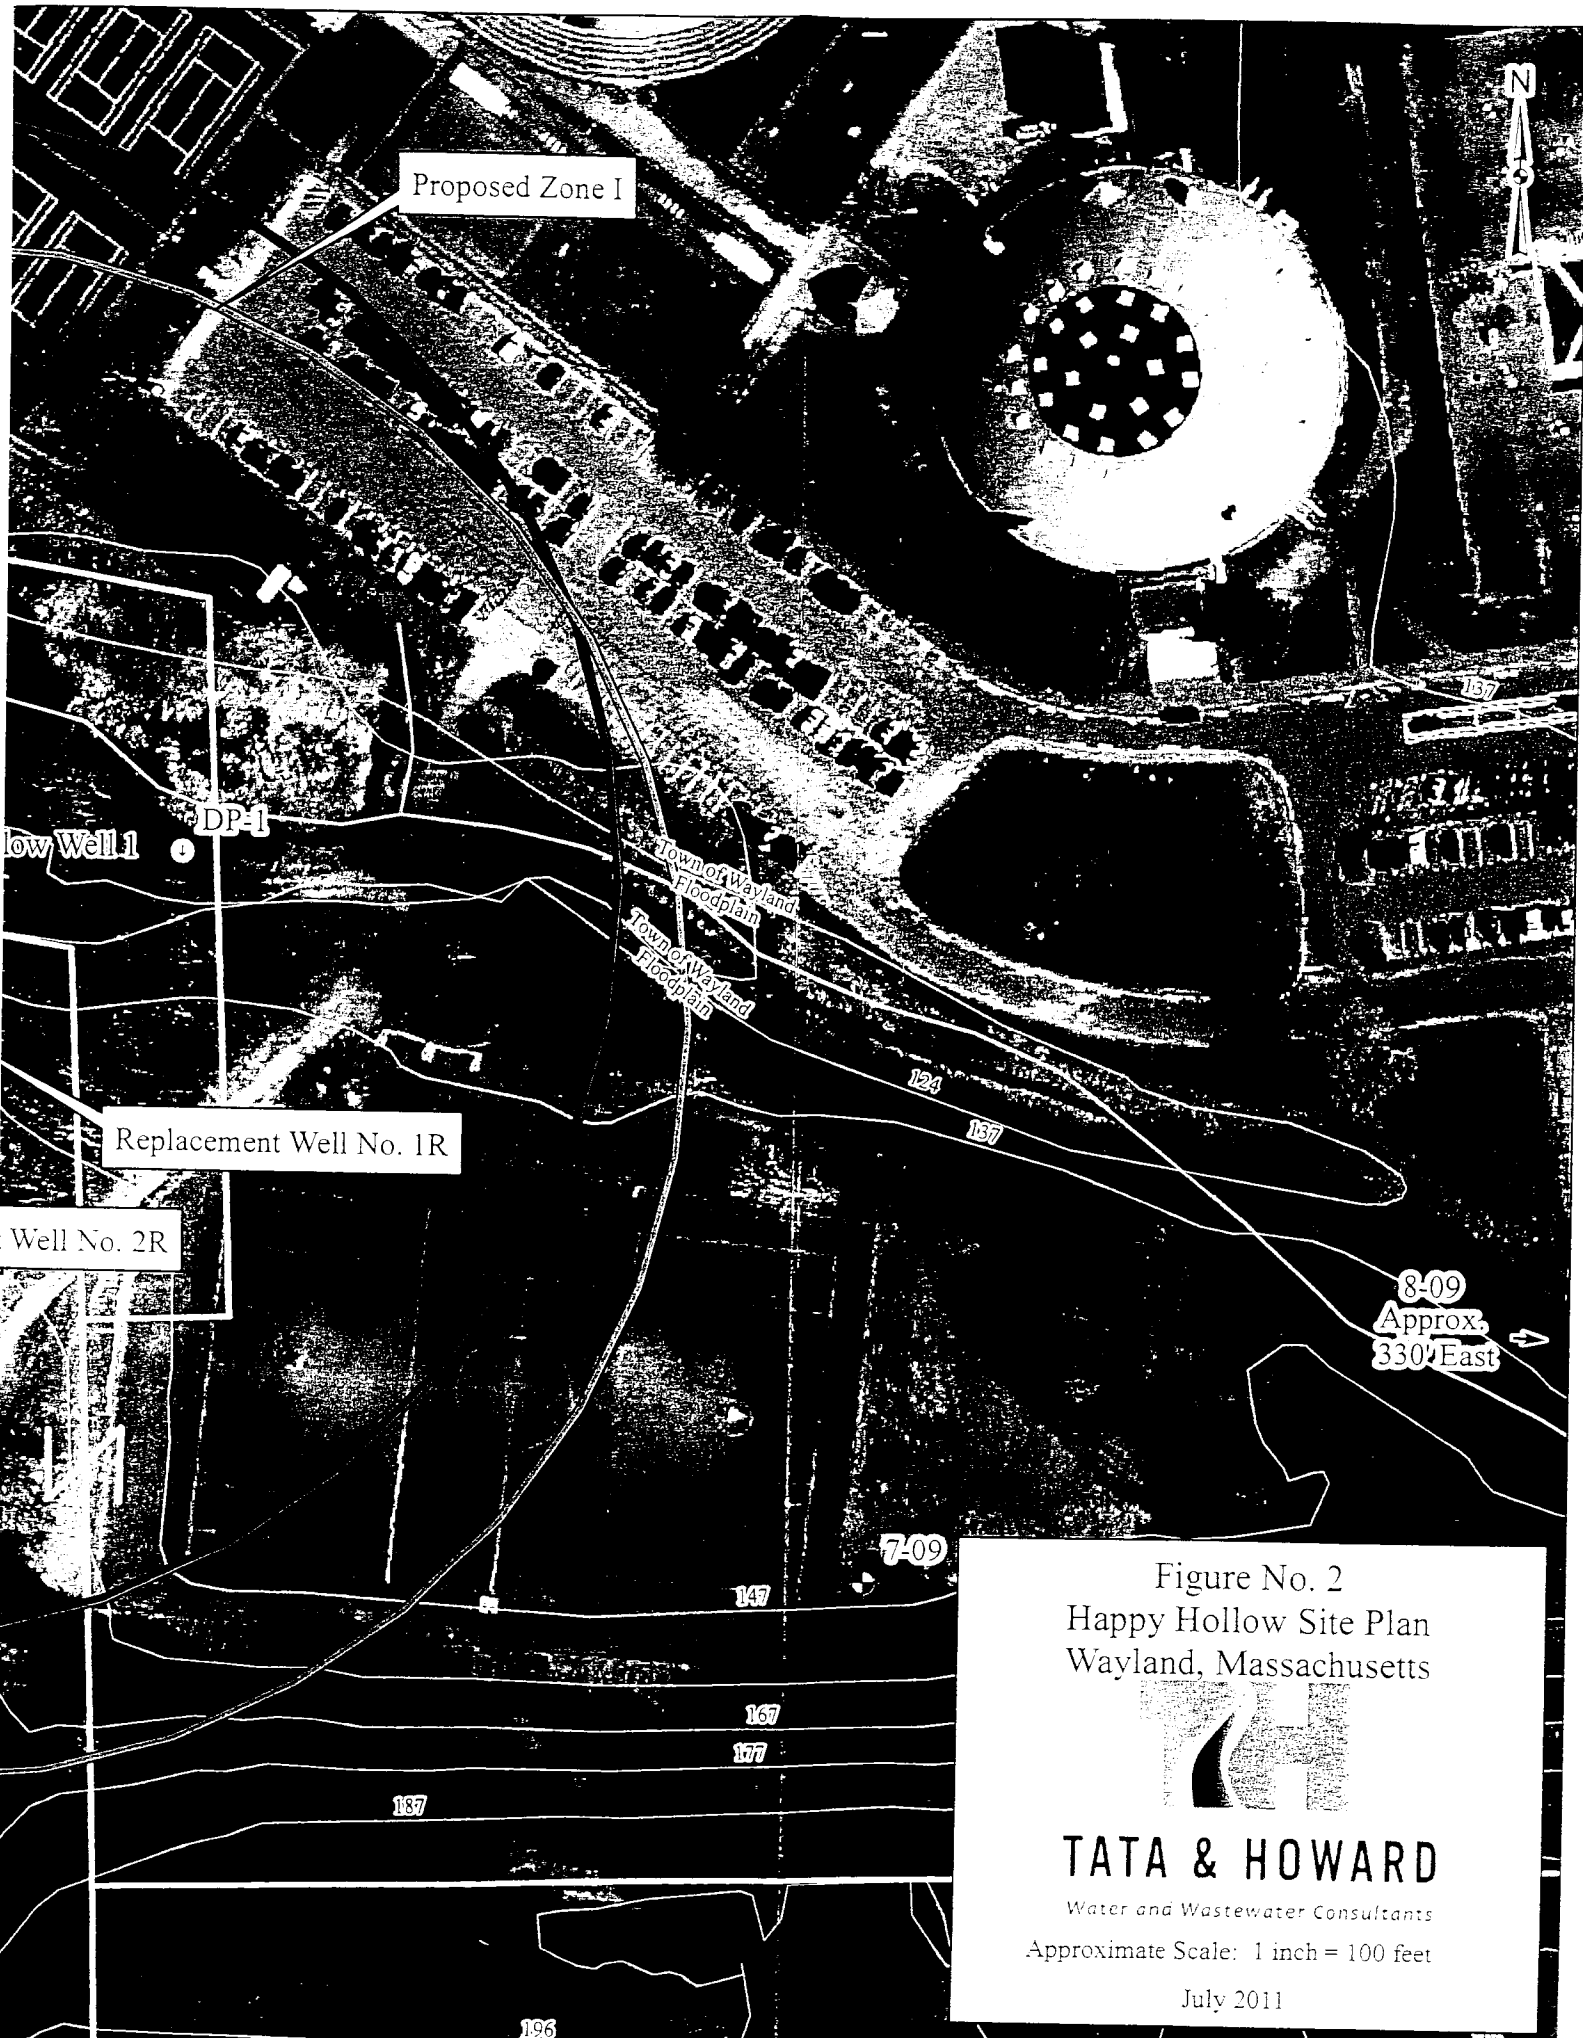 N
Proposed Zone I
137
DP-1
low Well 1
Town of Wayland
Floodplain
Town of Wayland
Floodplain
124
137
Replacement Well No. 1R
Well No. 2R
8-09
Approx.
330' East
7-09
147
167
177
187
196
Figure No. 2
Happy Hollow Site Plan
Wayland, Massachusetts
TH
TATA & HOWARD
Water and Wastewater Consultants
Approximate Scale: 1 inch = 100 feet
July 2011